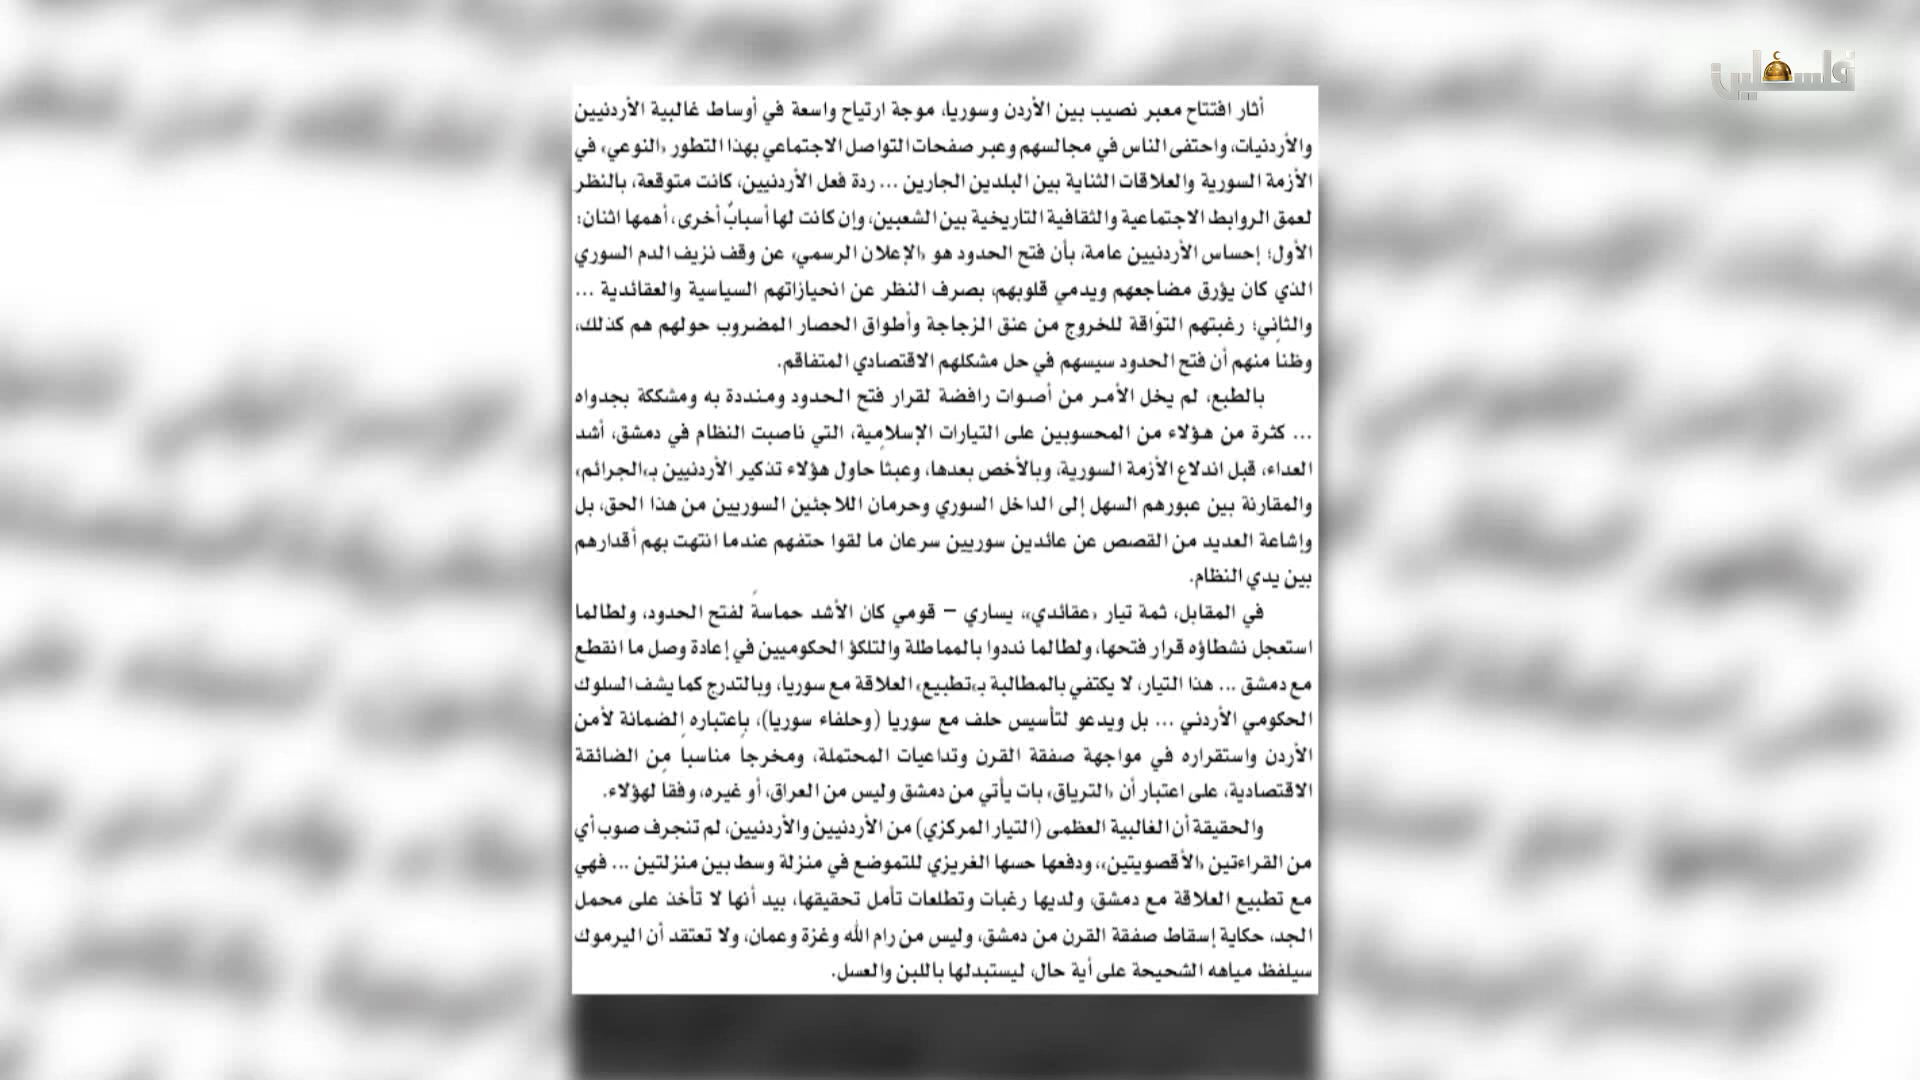 فلسطين
أثار افتتاح معبر نصيب بين الأردن وسوريا، موجة ارتياح واسعة في أوساط غالبية الأردنيين
والأردنيات، واحتفى الناس في مجالسهم وعبر صفحات التواصل الاجتماعي بهذا التطور «النوعي» في
الأزمة السورية والعلاقات الثناية بين البلدين الجارين ... ردة فعل الأردنيين، كانت متوقعة، بالنظر
لعمق الروابط الاجتماعية والثقافية التاريخية بين الشعبين، وإن كانت لها أسبابٌ أخرى، أهمها اثنان:
الأول؛ إحساس الأردنيين عامة، بأن فتح الحدود هو «الإعلان الرسمي» عن وقف نزيف الدم السوري
الذي كان يؤرق مضاجعهم ويدمي قلوبهم، بصرف النظر عن انحيازاتهم السياسية والعقائدية ...
والثاني؛ رغبتهم التوّاقة للخروج من عنق الزجاجة وأطواق الحصار المضروب حولهم هم كذلك،
وظناً منهم أن فتح الحدود سيسهم في حل مشكلهم الاقتصادي المتفاقم.
بالطبع، لم يخل الأمر من أصوات رافضة لقرار فتح الحدود ومنددة به ومشككة بجدواه
... كثرة من هؤلاء من المحسوبين على التيارات الإسلامية، التي ناصبت النظام في دمشق، أشد
العداء، قبل اندلاع الأزمة السورية، وبالأخص بعدها، وعبثاً حاول هؤلاء تذكير الأردنيين بـ«الجرائم»
والمقارنة بين عبورهم السهل إلى الداخل السوري وحرمان اللاجئين السوريين من هذا الحق، بل
وإشاعة العديد من القصص عن عائدين سوريين سرعان ما لقوا حتفهم عندما انتهت بهم أقدارهم
بين يدي النظام.
في المقابل، ثمة تيار «عقائدي»، يساري – قومي كان الأشد حماسةً لفتح الحدود، ولطالما
استعجل نشطاؤه قرار فتحها، ولطالما نددوا بالمماطلة والتلكؤ الحكوميين في إعادة وصل ما انقطع
مع دمشق ... هذا التيار، لا يكتفي بالمطالبة بـ«تطبيع» العلاقة مع سوريا، وبالتدرج كما يشف السلوك
الحكومي الأردني ... بل ويدعو لتأسيس حلف مع سوريا (وحلفاء سوريا)، بإعتباره الضمانة لأمن
الأردن واستقراره في مواجهة صفقة القرن وتداعيات المحتملة، ومخرجاً مناسباً من الضائقة
الاقتصادية، على اعتبار أن «الترياق» بات يأتي من دمشق وليس من العراق، أو غيره، وفقاً لهؤلاء.
والحقيقة أن الغالبية العظمى (التيار المركزي) من الأردنيين والأردنيين، لم تنجرف صوب أي
من القراءتين «الأقصويتين»، ودفعها حسها الغريزي للتموضع في منزلة وسط بين منزلتين ... فهي
مع تطبيع العلاقة مع دمشق، ولديها رغبات وتطلعات تأمل تحقيقها، بيد أنها لا تأخذ على محمل
الجد، حكاية إسقاط صفقة القرن من دمشق، وليس من رام الله وغزة وعمان، ولا تعتقد أن اليرموك
سيلفظ مياهه الشحيحة على أية حال، ليستبدلها باللبن والعسل.